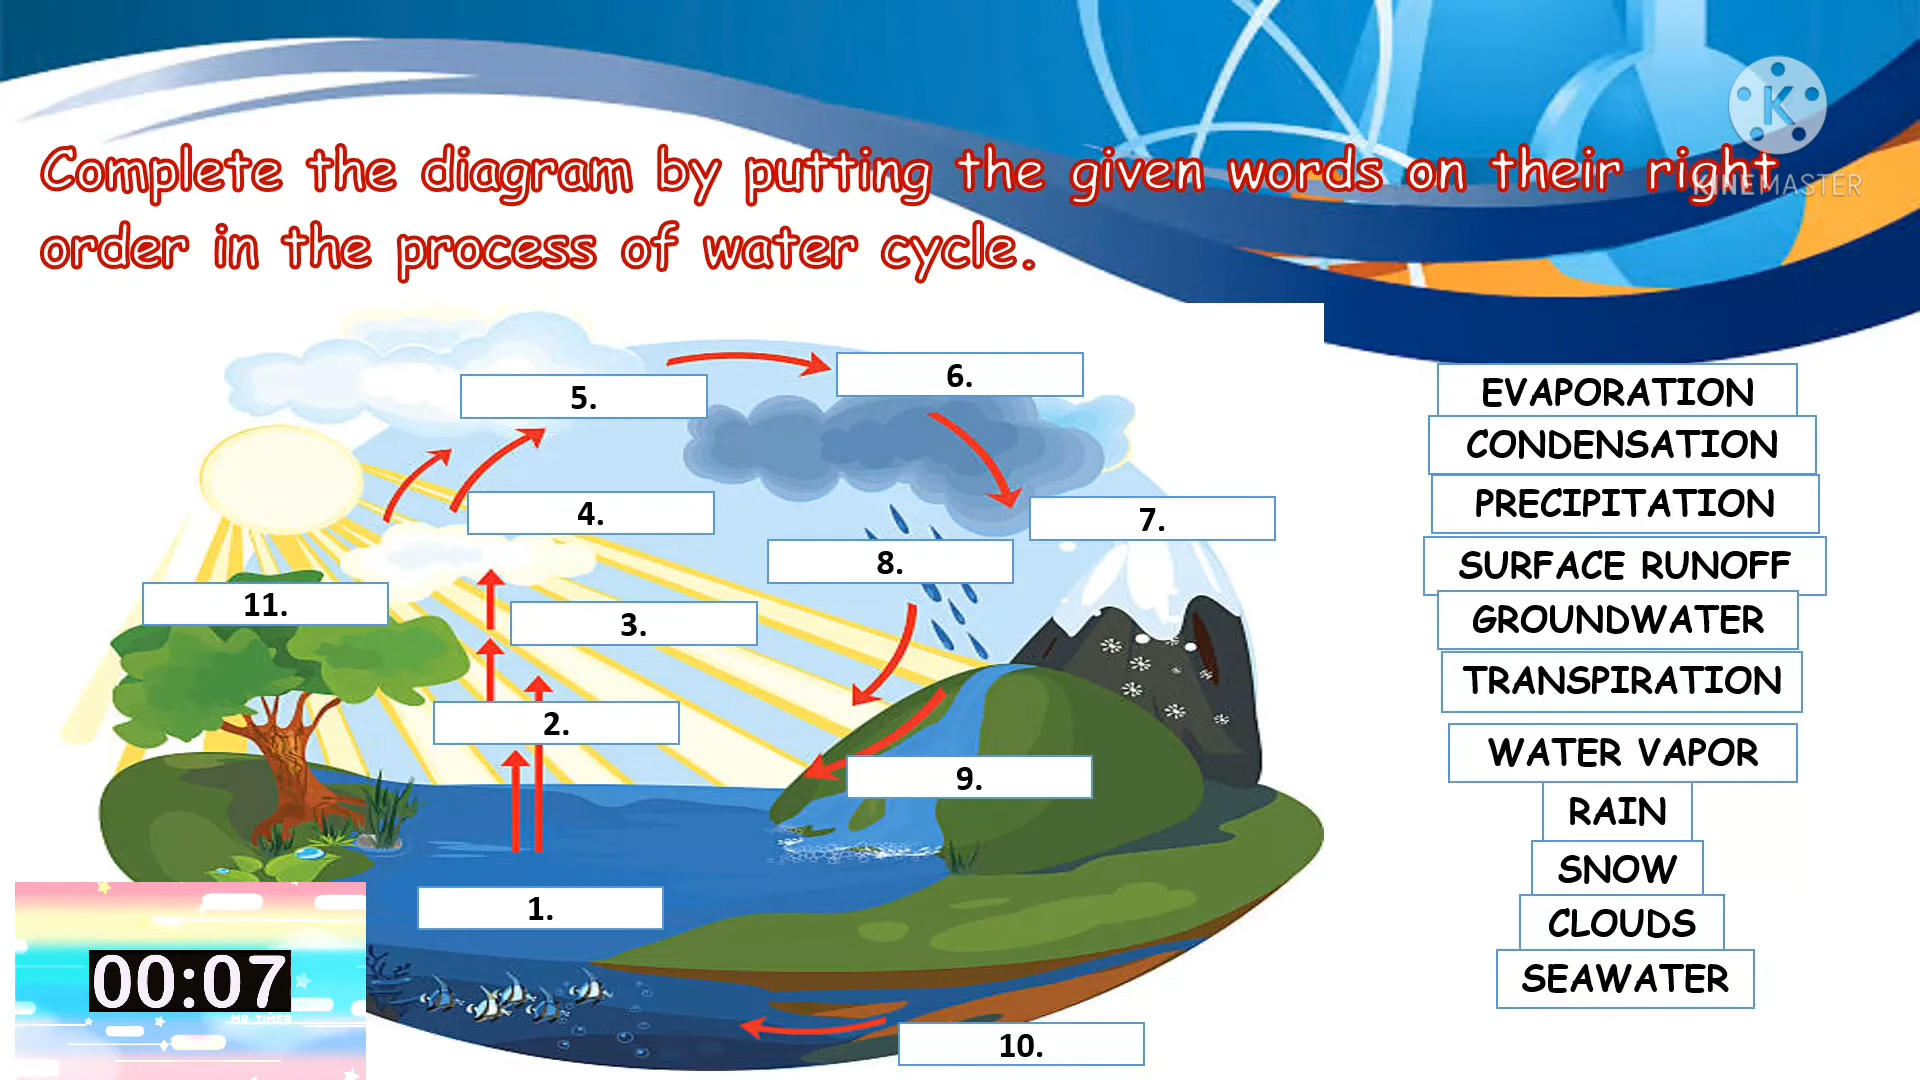 Complete the diagram by putting the given words on their right
order in the process of water cycle.
KINEMASTER
K
5.
6.
4.
7.
8.
11.
3.
2.
9.
1.
10.
EVAPORATION
CONDENSATION
PRECIPITATION
SURFACE RUNOFF
GROUNDWATER
TRANSPIRATION
WATER VAPOR
RAIN
SNOW
CLOUDS
SEAWATER
00:07
MR. TIMER